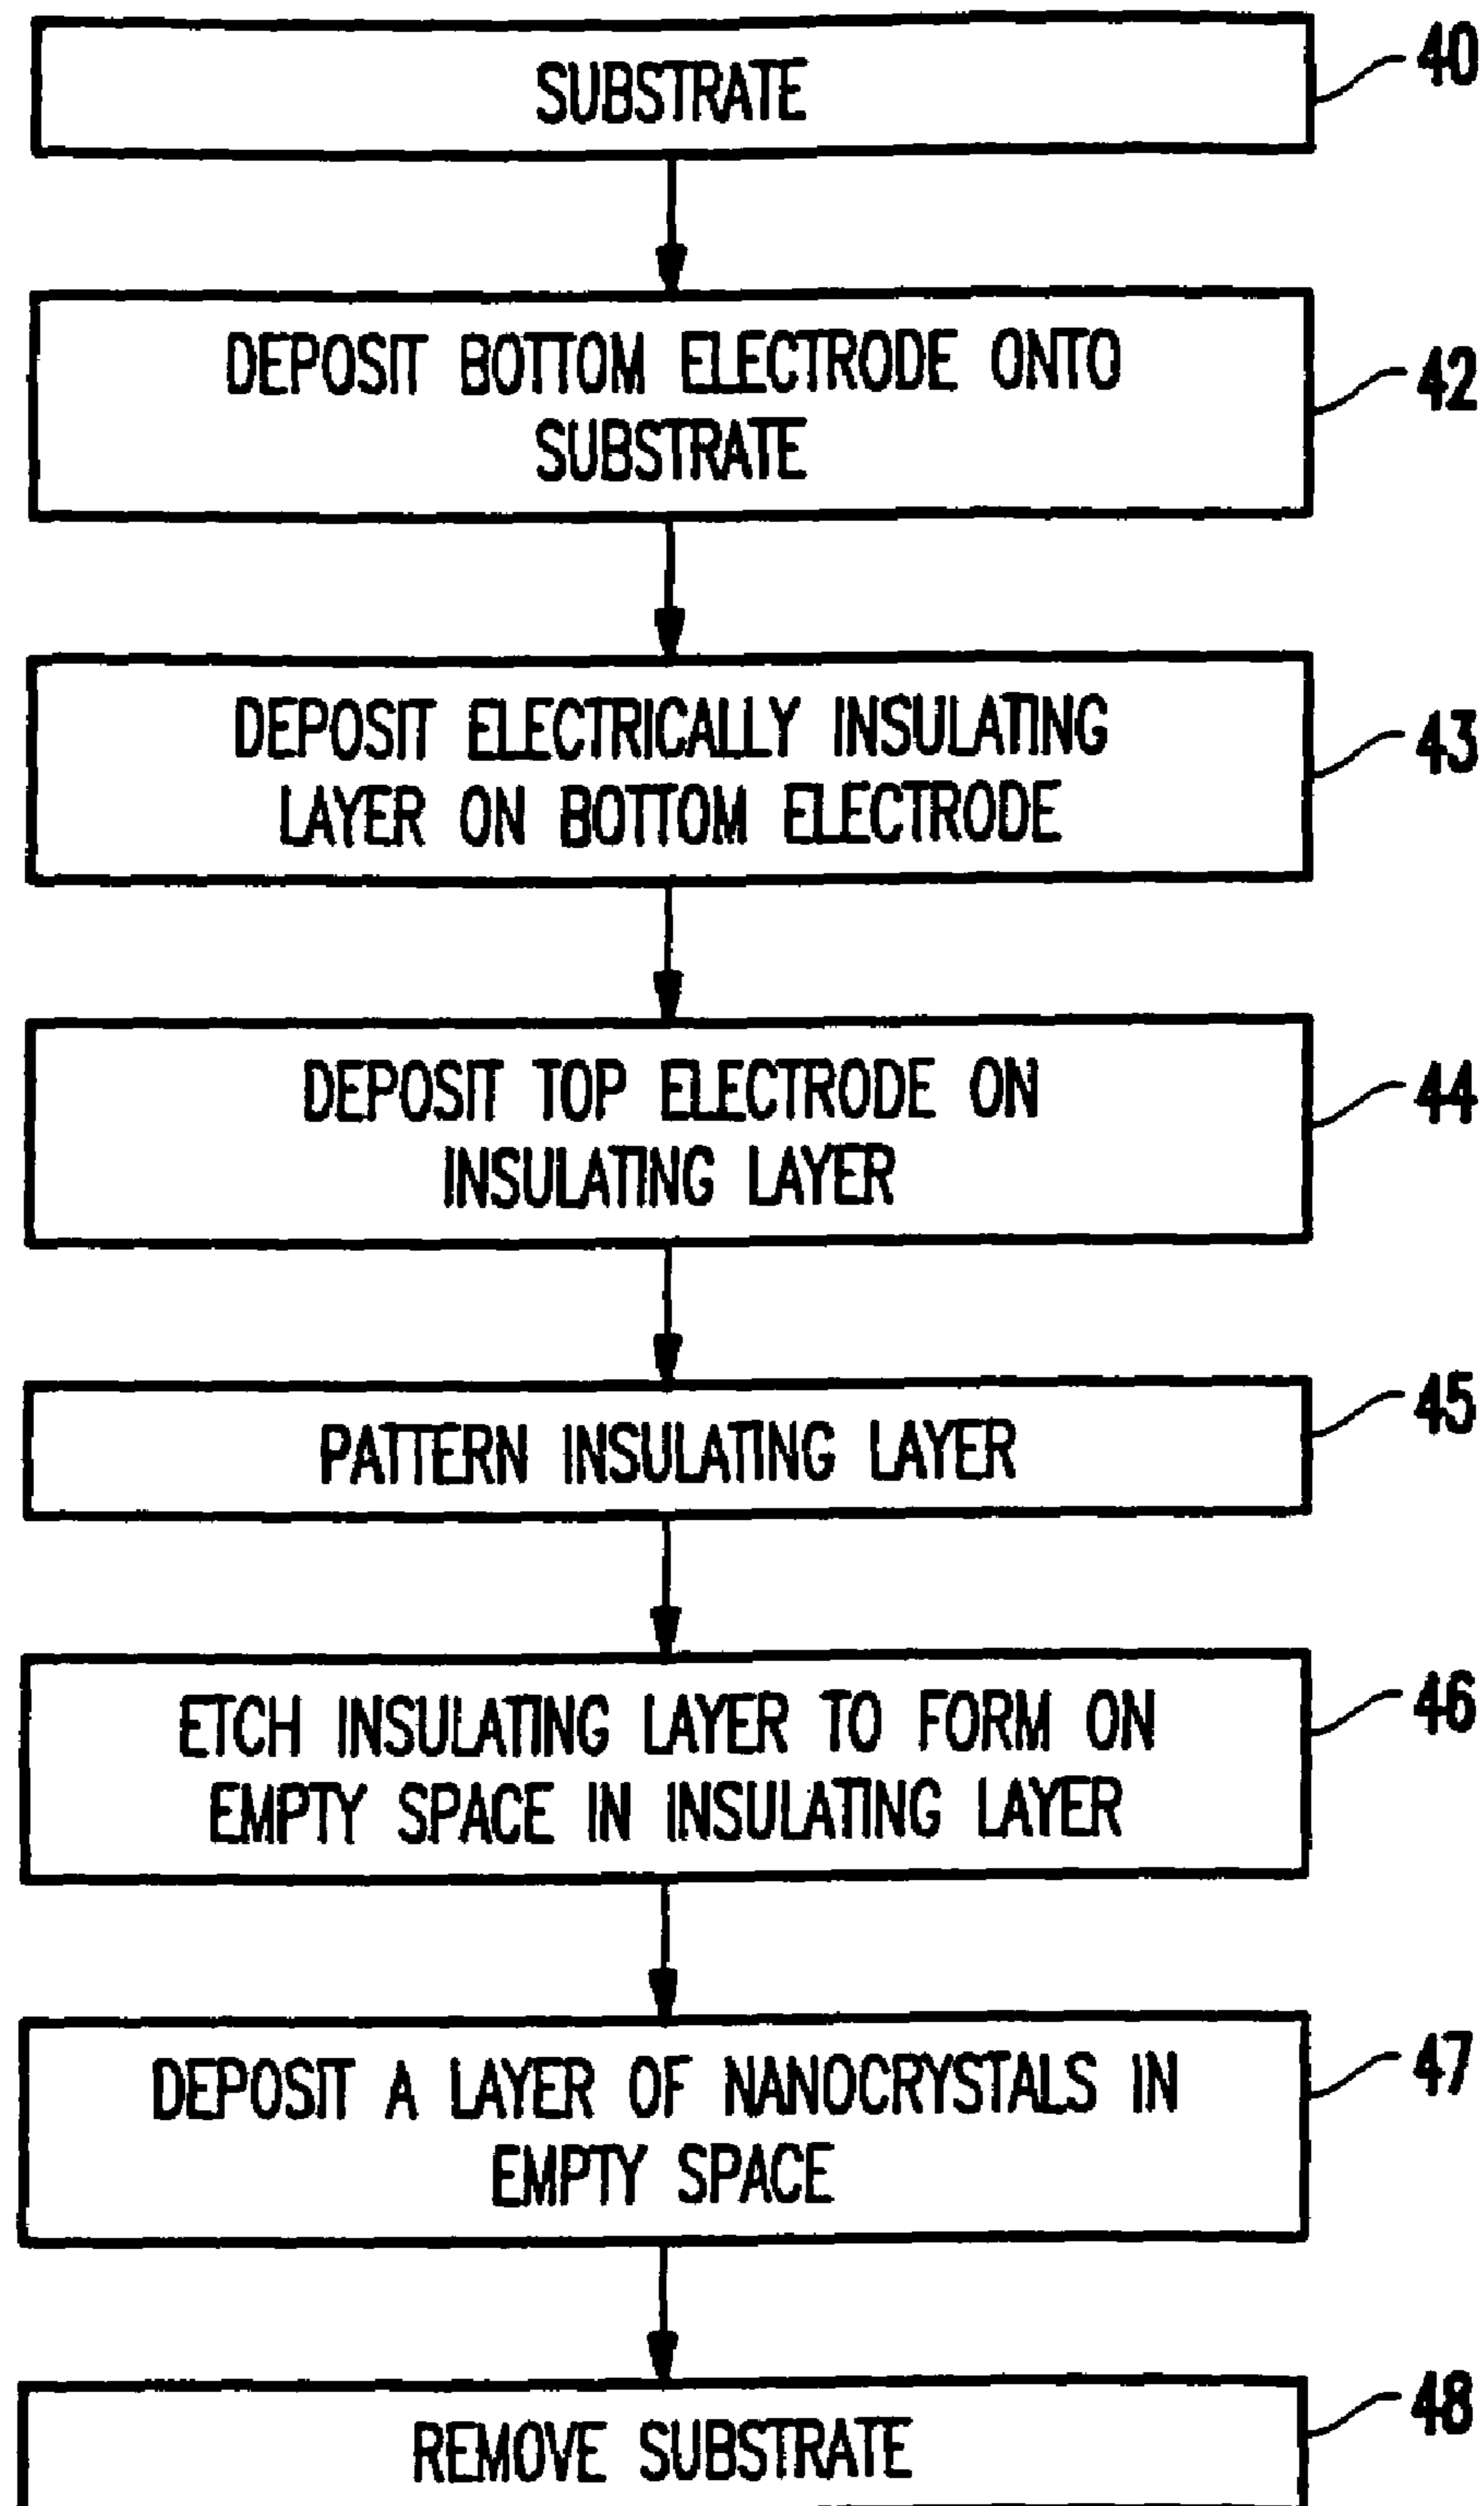 SUBSTRATE
40
DEPOSIT BOTTOM ELECTRODE ONTO
SUBSTRATE
42
DEPOSIT ELECTRICALLY INSULATING
LAYER ON BOTTOM ELECTRODE
43
DEPOSIT TOP ELECTRODE ON
INSULATING LAYER
44
PATTERN INSULATING LAYER
45
ETCH INSULATING LAYER TO FORM ON
EMPTY SPACE IN INSULATING LAYER
46
DEPOSIT A LAYER OF NANOCRYSTALS IN
EMPTY SPACE
47
REMOVE SUBSTRATE
48